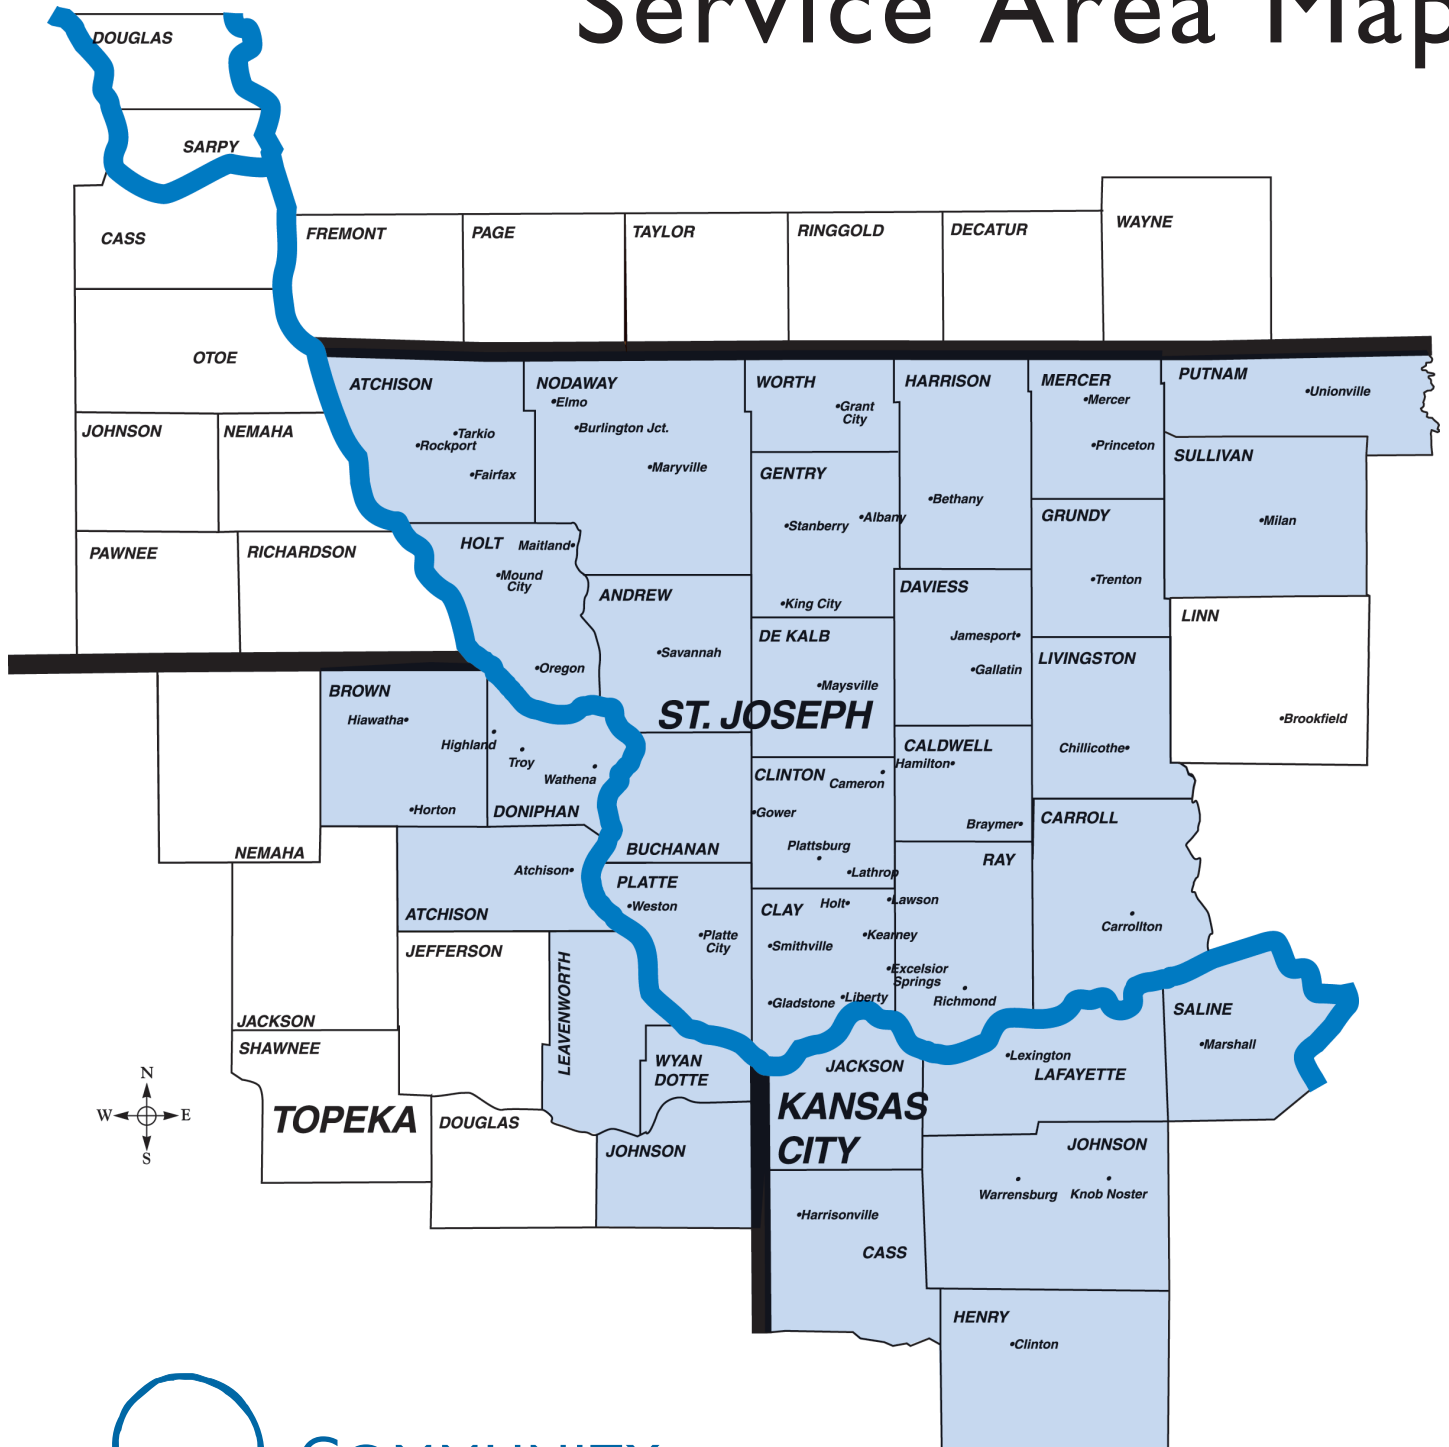 Service Area Map
DOUGLAS
SARPY
CASS
FREMONT
PAGE
TAYLOR
RINGGOLD
DECATUR
WAYNE
OTOE
JOHNSON
NEMAHA
PAWNEE
RICHARDSON
ATCHISON
•Tarkio
•Rockport
•Fairfax
NODAWAY
•Elmo
•Burlington Jct.
•Maryville
WORTH
•Grant
City
HARRISON
•Bethany
MERCER
•Mercer
•Princeton
PUTNAM
•Unionville
SULLIVAN
•Milan
GENTRY
•Stanberry
•Albany
•King City
GRUNDY
•Trenton
HOLT
Maitland•
•Mound
City
•Oregon
ANDREW
•Savannah
DE KALB
•Maysville
DAVIESS
Jamesport•
•Gallatin
LINN
•Brookfield
LIVINGSTON
Chillicothe•
ST. JOSEPH
BROWN
Hiawatha•
•Horton
Highland
Troy
Wathena
DONIPHAN
BUCHANAN
CLINTON
Cameron
•Gower
Plattsburg
•Lathrop
CALDWELL
Hamilton•
Braymer•
CARROLL
Carrollton
NEMAHA
ATCHISON
Atchison•
PLATTE
•Weston
•Platte
City
CLAY
Holt•
•Smithville
•Kearney
•Gladstone
•Liberty
RAY
•Lawson
•Excelsior
Springs
Richmond
JACKSON
JEFFERSON
LEAVENWORTH
SHAWNEE
TOPEKA
DOUGLAS
WYAN
DOTTE
JOHNSON
JACKSON
KANSAS
CITY
•Lexington
LAFAYETTE
SALINE
•Marshall
JOHNSON
Warrensburg
Knob Noster
•Harrisonville
CASS
HENRY
•Clinton
N
W
E
S
COMMUNITY